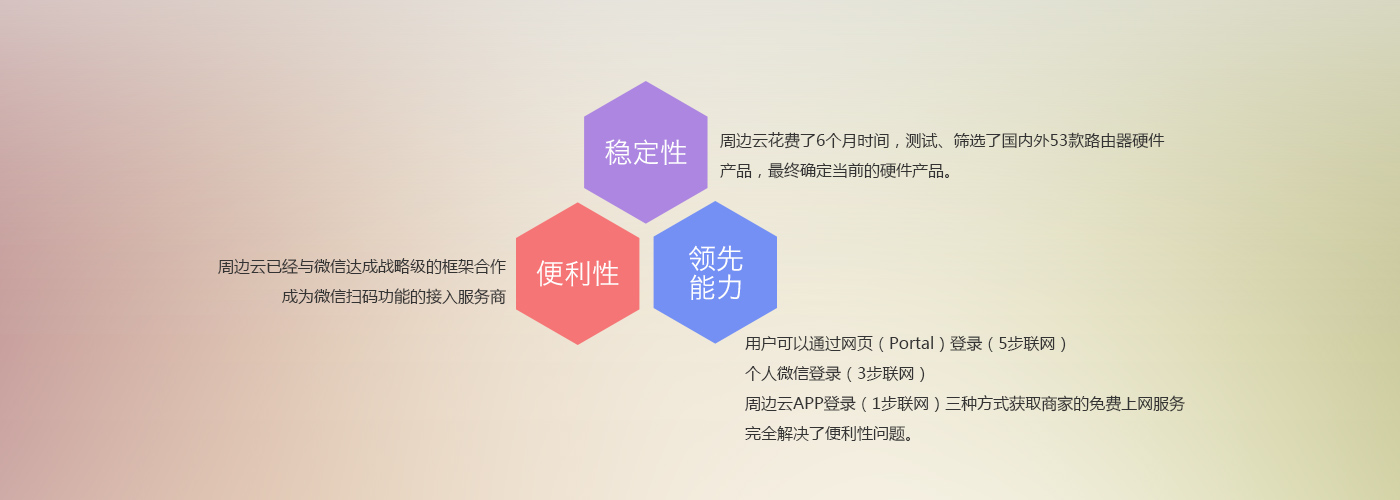 稳定性
周边云花费了6个月时间，测试、筛选了国内外53款路由器硬件
产品，最终确定当前的硬件产品。
便利性
周边云已经与微信达成战略级的框架合作
成为微信扫码功能的接入服务商
领先
能力
用户可以通过网页（Portal）登录（5步联网）
个人微信登录（3步联网）
周边云APP登录（1步联网）三种方式获取商家的免费上网服务
完全解决了便利性问题。